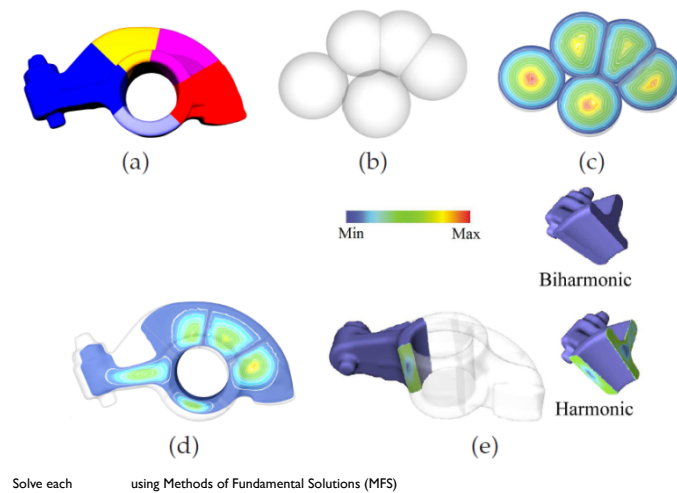 (a)
(b)
(c)
Min Max
Biharmonic
Harmonic
(d)
(e)
Solve each using Methods of Fundamental Solutions (MFS)